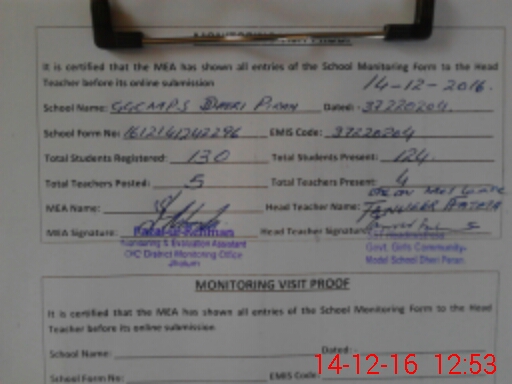 MONITORING VISIT PROOF
It is certified that the MEA has shown all entries of the School Monitoring Form to the Head
Teacher before its online submission
14-12-2016.
School Name: GGCMPS Dheri Piran Dated: 37220204
School Form No: 16121412422 EMIS Code: 37220204
Total Students Registered: 130 Total Students Present: 124
Total Teachers Posted: 5 Total Teachers Present: 4
MEA Name: Head Teacher Name:
MEA Signature: Head Teacher Signature:
Monitoring & Evaluation Assistant
O/C District Monitoring Office
Govt. Girls Community
Model School Dheri Peran.
MONITORING VISIT PROOF
It is certified that the MEA has shown all entries of the School Monitoring Form to the Head
Teacher before its online submission.
School Name: Dated:
School Form No: EMIS Code:
14-12-16 12:53